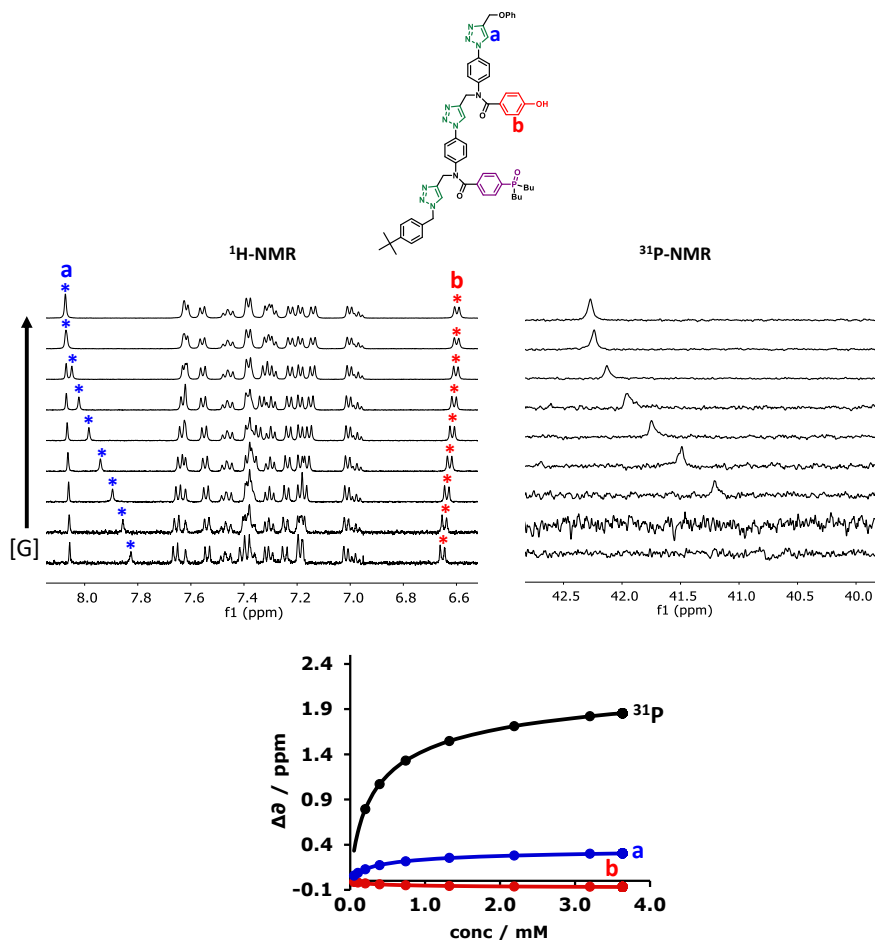 OPh
N
N
N
a
N
O
OH
b
N
N
N
N
O
P
O
Bu
Bu
N
N
N
¹H-NMR
³¹P-NMR
a
b
* *
* *
* * *
* *
* *
* *
* *
* *
* *
[G]
8.0 7.8 7.6 7.4 7.2 7.0 6.8 6.6
f1 (ppm)
42.5 42.0 41.5 41.0 40.5 40.0
f1 (ppm)
2.4
1.9
1.4
0.9
0.4
-0.1
Δ∂ / ppm
³¹P
a
b
0.0 1.0 2.0 3.0 4.0
conc / mM